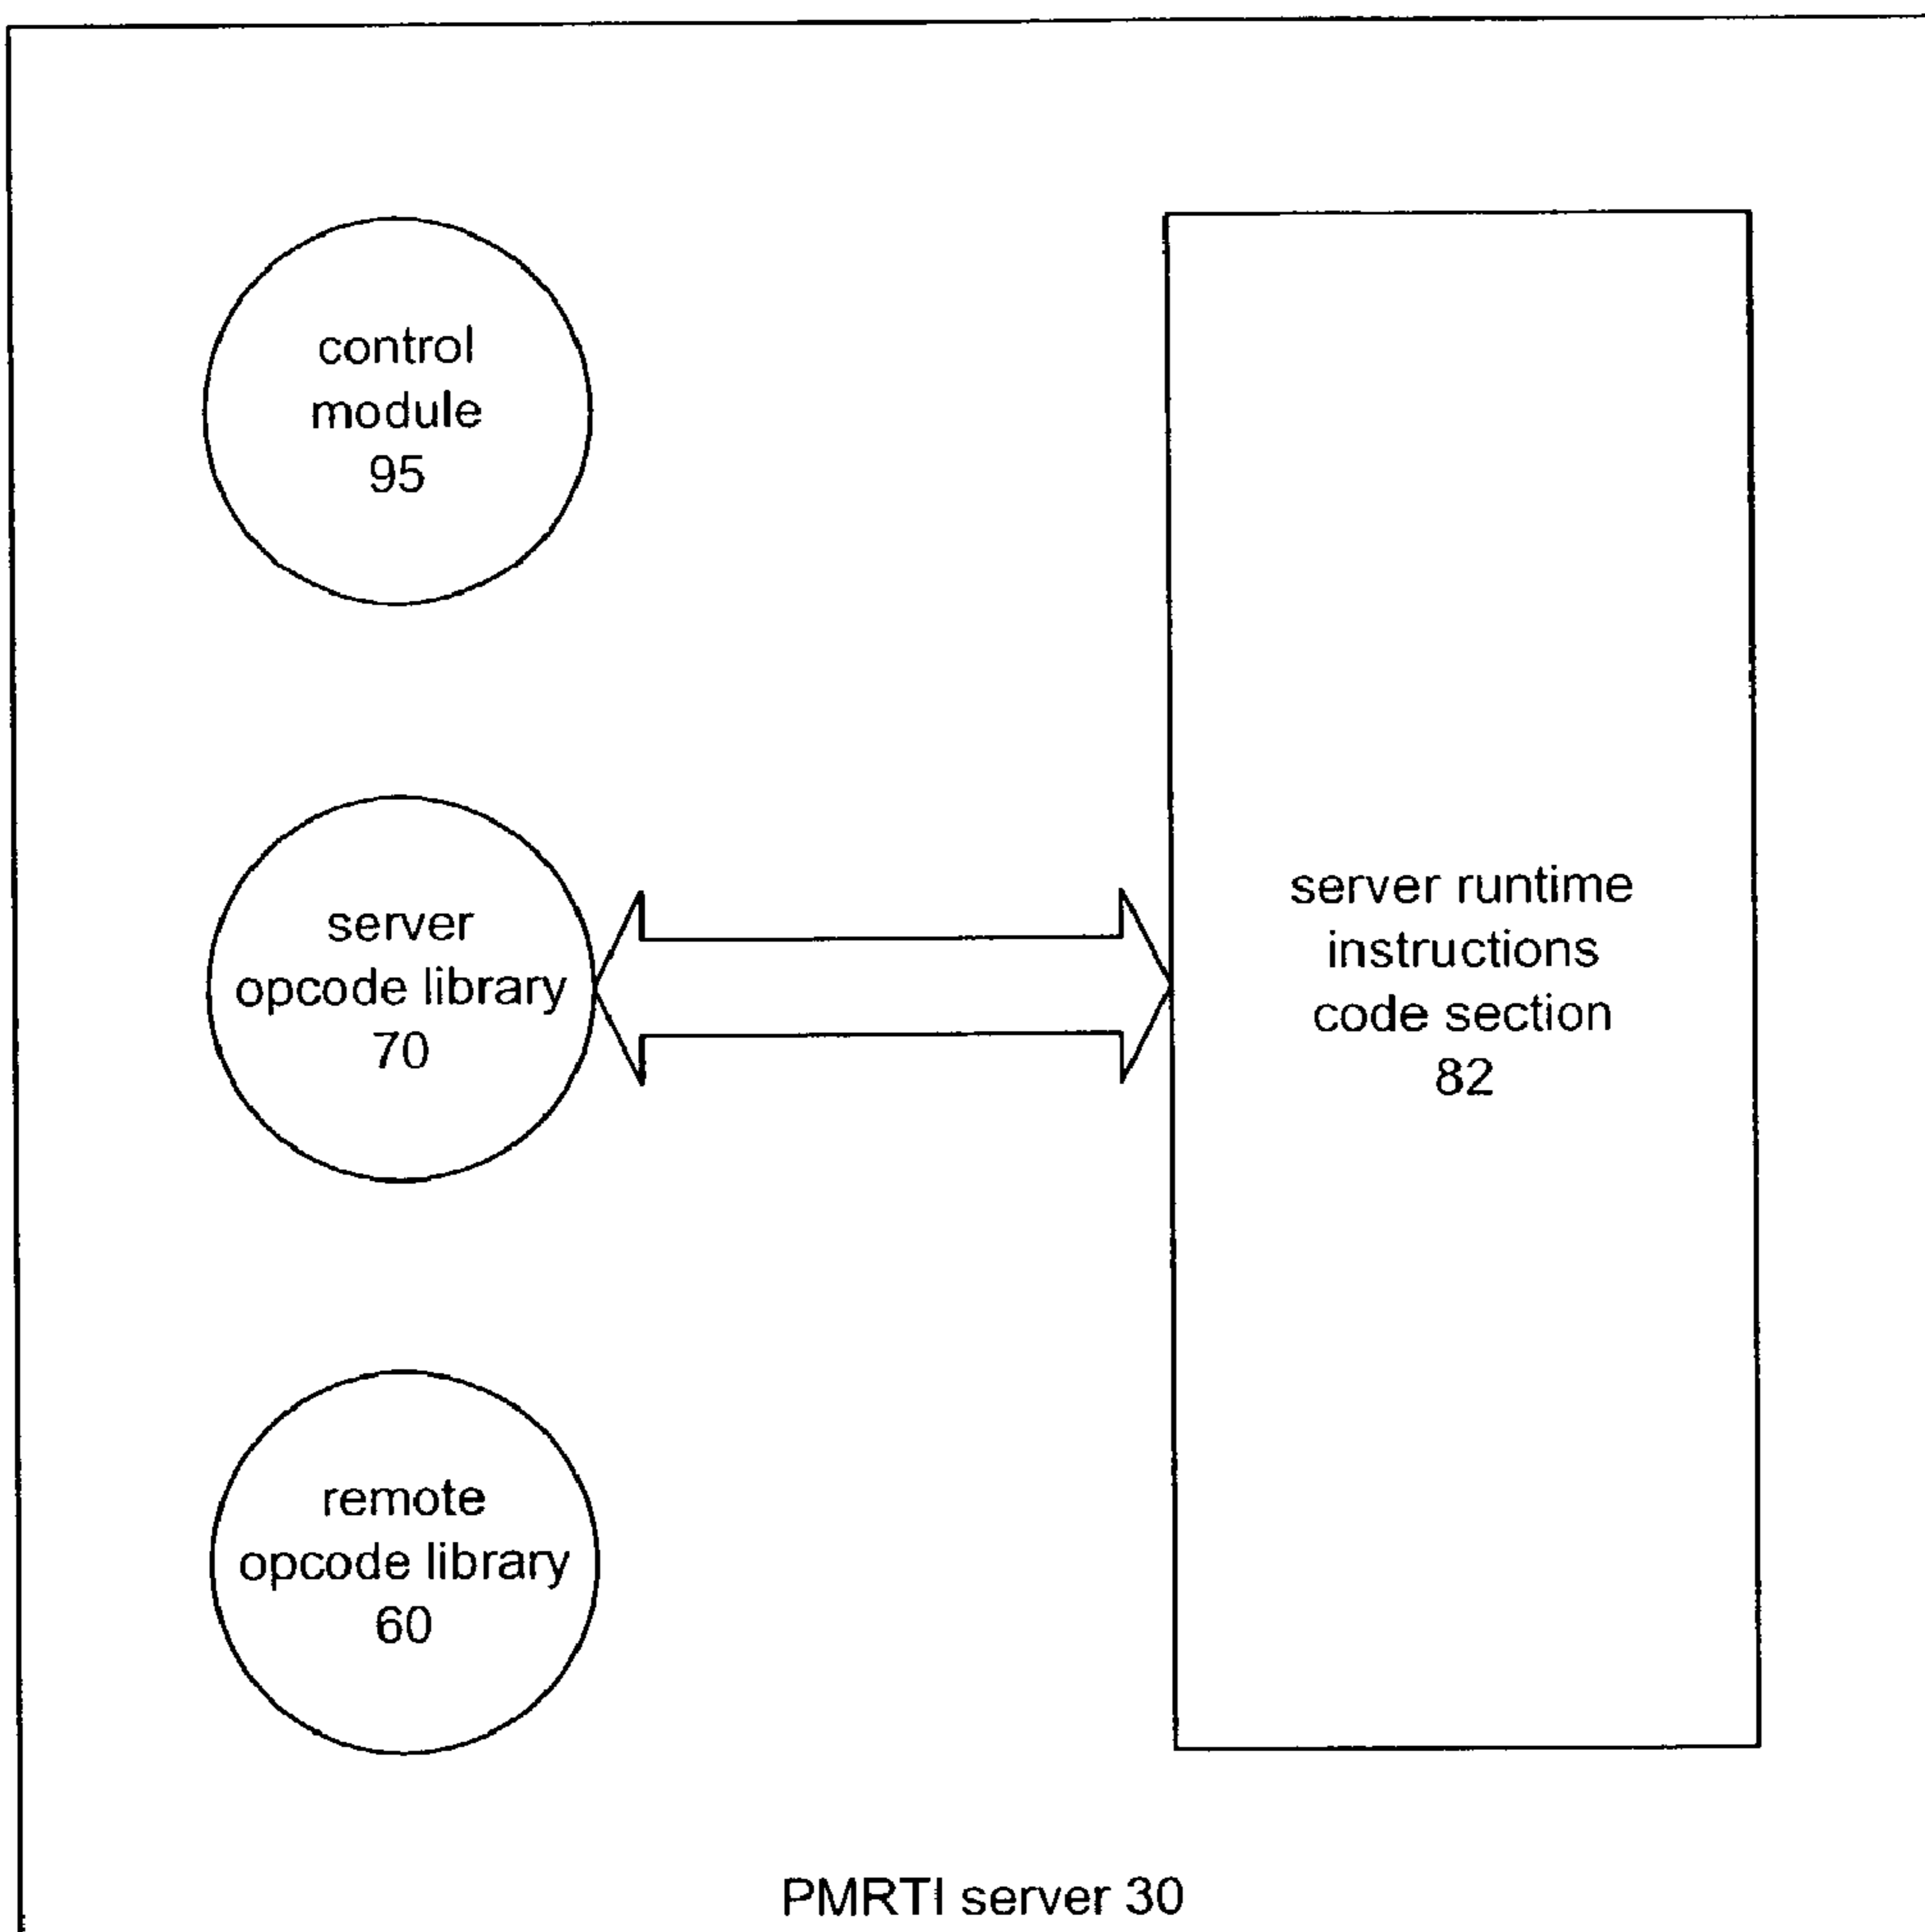 control
module
95
server
opcode library
70
server runtime
instructions
code section
82
remote
opcode library
60
PMRTI server 30